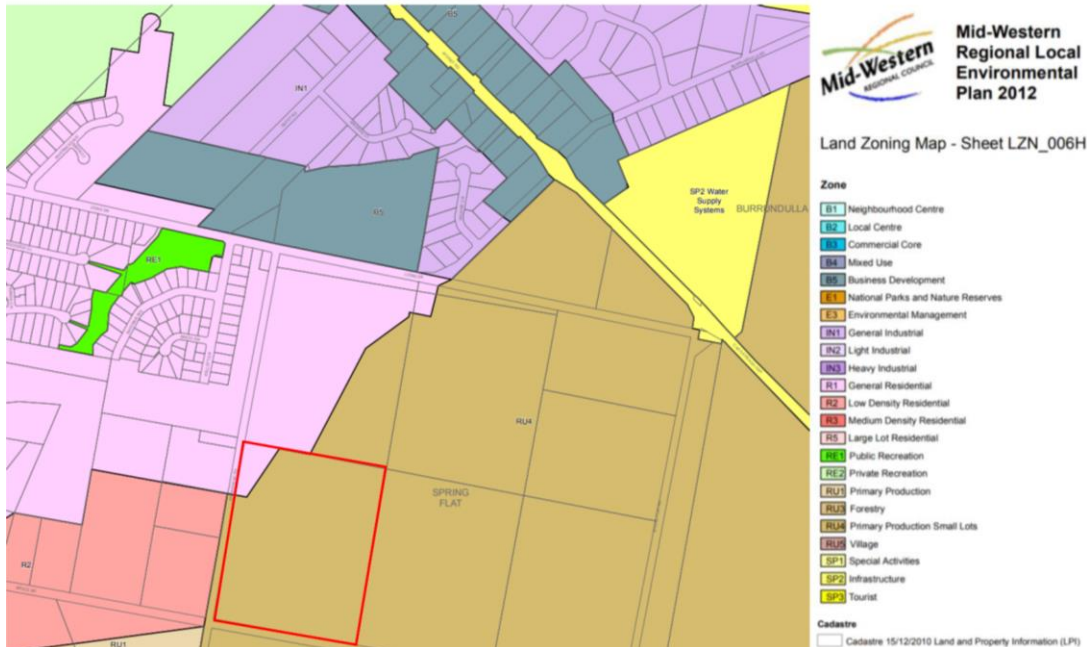 Mid-Western
REGIONAL COUNCIL
Mid-Western
Regional Local
Environmental
Plan 2012
Land Zoning Map - Sheet LZN_006H
Zone
B1 Neighbourhood Centre
B2 Local Centre
B3 Commercial Core
B4 Mixed Use
B5 Business Development
E1 National Parks and Nature Reserves
E3 Environmental Management
IN1 General Industrial
IN2 Light Industrial
IN3 Heavy Industrial
R1 General Residential
R2 Low Density Residential
R3 Medium Density Residential
R5 Large Lot Residential
RE1 Public Recreation
RE2 Private Recreation
RU1 Primary Production
RU3 Forestry
RU4 Primary Production Small Lots
RU5 Village
SP1 Special Activities
SP2 Infrastructure
SP3 Tourist
Cadastre
Cadastre 15/12/2010 Land and Property Information (LPI)
B5
IN1
SP2 Water
Supply
Systems
BURRUNDULLA
B5
RE1
RU4
SPRING
FLAT
R2
RU1